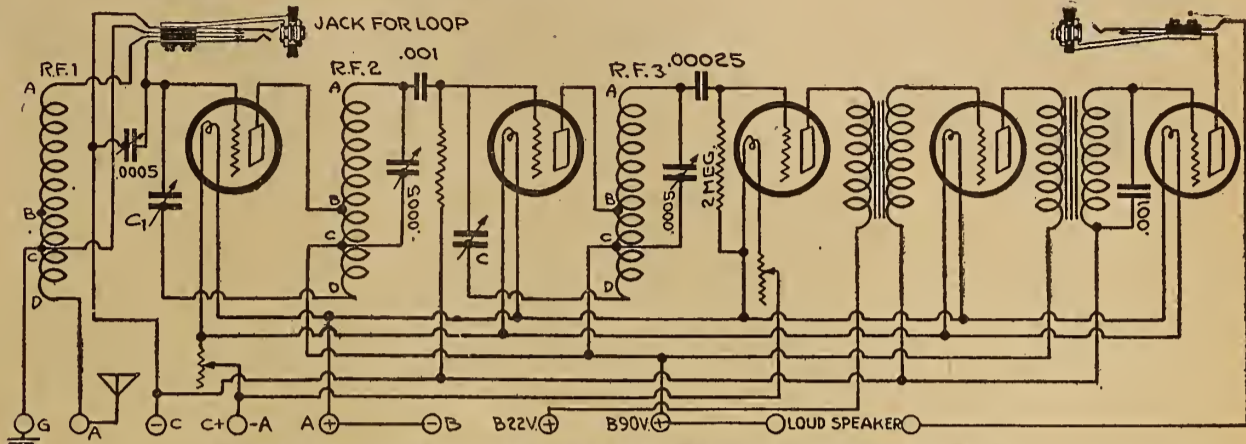 JACK FOR LOOP
R.F.1
R.F.2
.001
R.F.3
.00025
A
A
A
.0005
.0005
.0005
2 MEG.
.001
B
B
B
C1
C
C
C
C
D
D
D
G
A
⊖C
C+
-A
A⊕
⊖B
B22V.⊕
B90V.⊕
LOUD SPEAKER